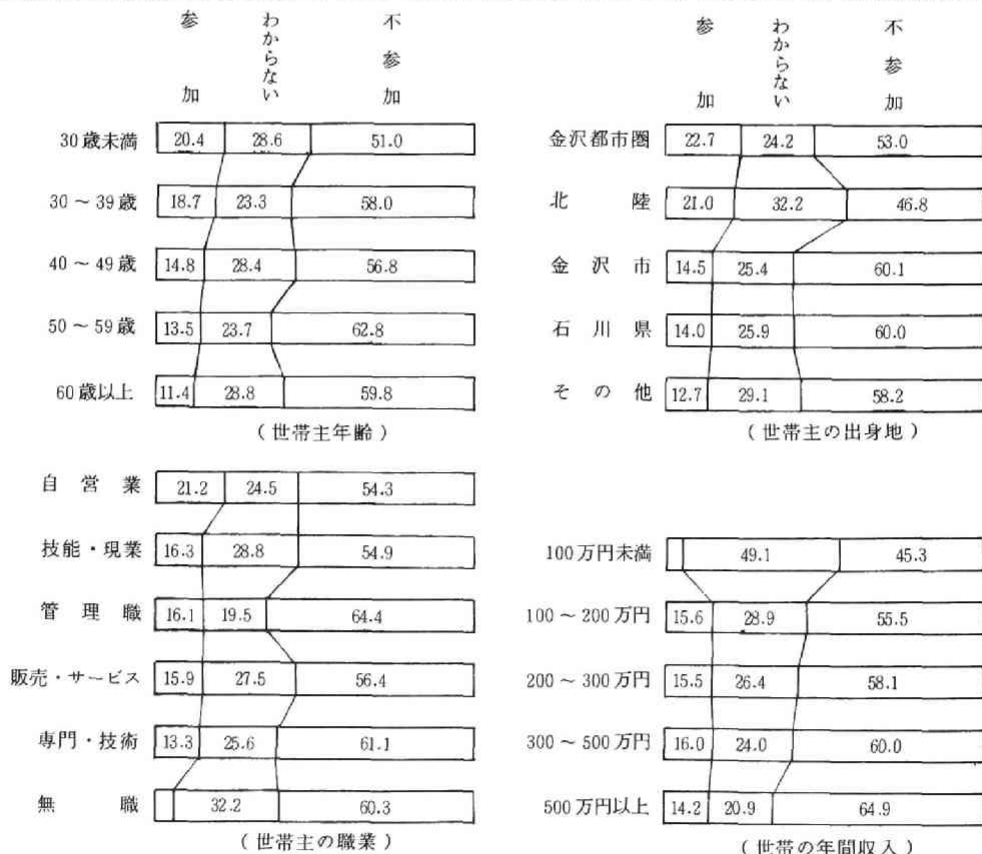 参加 わからない 不参加
30歳未満 20.4 28.6 51.0
30～39歳 18.7 23.3 58.0
40～49歳 14.8 28.4 56.8
50～59歳 13.5 23.7 62.8
60歳以上 11.4 28.8 59.8
(世帯主年齢)
参加 わからない 不参加
金沢都市圏 22.7 24.2 53.0
北陸 21.0 32.2 46.8
金沢市 14.5 25.4 60.1
石川県 14.0 25.9 60.0
その他 12.7 29.1 58.2
(世帯主の出身地)
自営業 21.2 24.5 54.3
技能・現業 16.3 28.8 54.9
管理職 16.1 19.5 64.4
販売・サービス 15.9 27.5 56.4
専門・技術 13.3 25.6 61.1
無職 32.2 60.3
(世帯主の職業)
100万円未満 49.1 45.3
100～200万円 15.6 28.9 55.5
200～300万円 15.5 26.4 58.1
300～500万円 16.0 24.0 60.0
500万円以上 14.2 20.9 64.9
(世帯の年間収入)